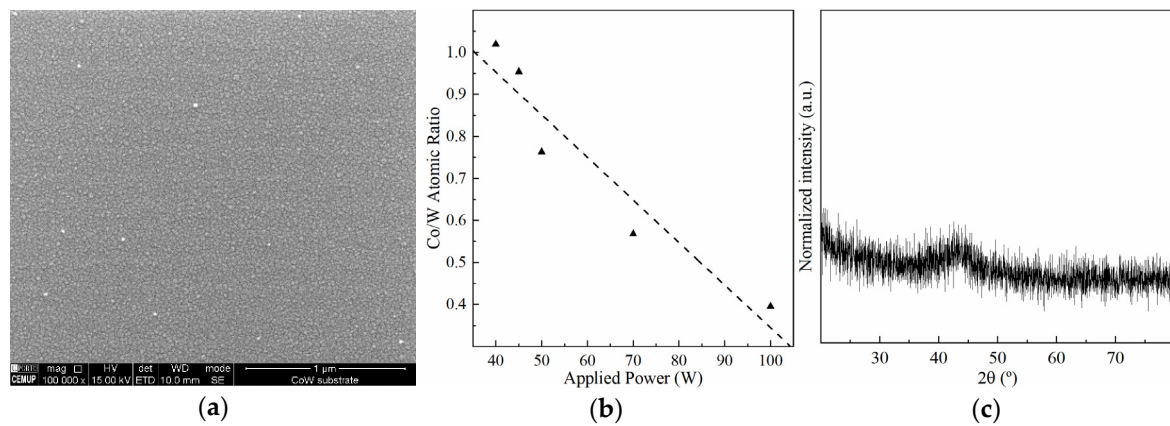 U.PORTO
CEMUP
mag
100 000 x
HV
15.00 kV
det
ETD
WD
10.0 mm
mode
SE
1 µm
CoW substrate
(a)
Co/W Atomic Ratio
1.0
0.9
0.8
0.7
0.6
0.5
0.4
40 50 60 70 80 90 100
Applied Power (W)
(b)
Normalized intensity (a.u.)
30 40 50 60 70
2θ (º)
(c)